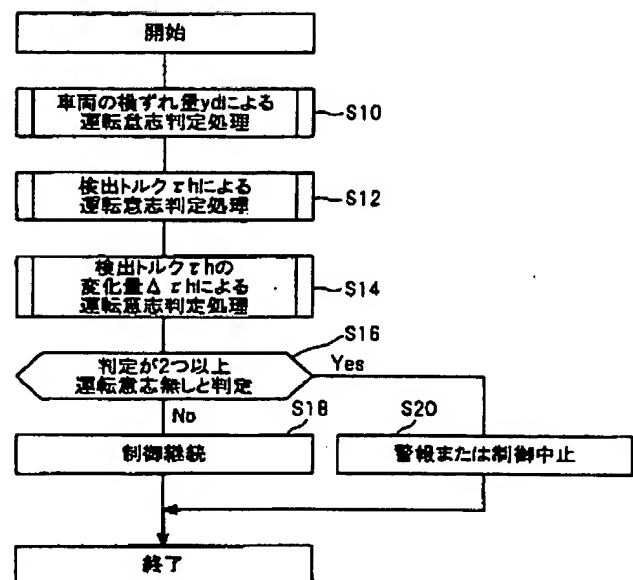 開始
車両の横ずれ量ydiによる
運転意志判定処理
S10
検出トルクτhによる
運転意志判定処理
S12
検出トルクτhの
変化量Δτhによる
運転意志判定処理
S14
S16
判定が2つ以上
運転意志無しと判定
Yes
No
S18
制御継続
S20
警報または制御中止
終了